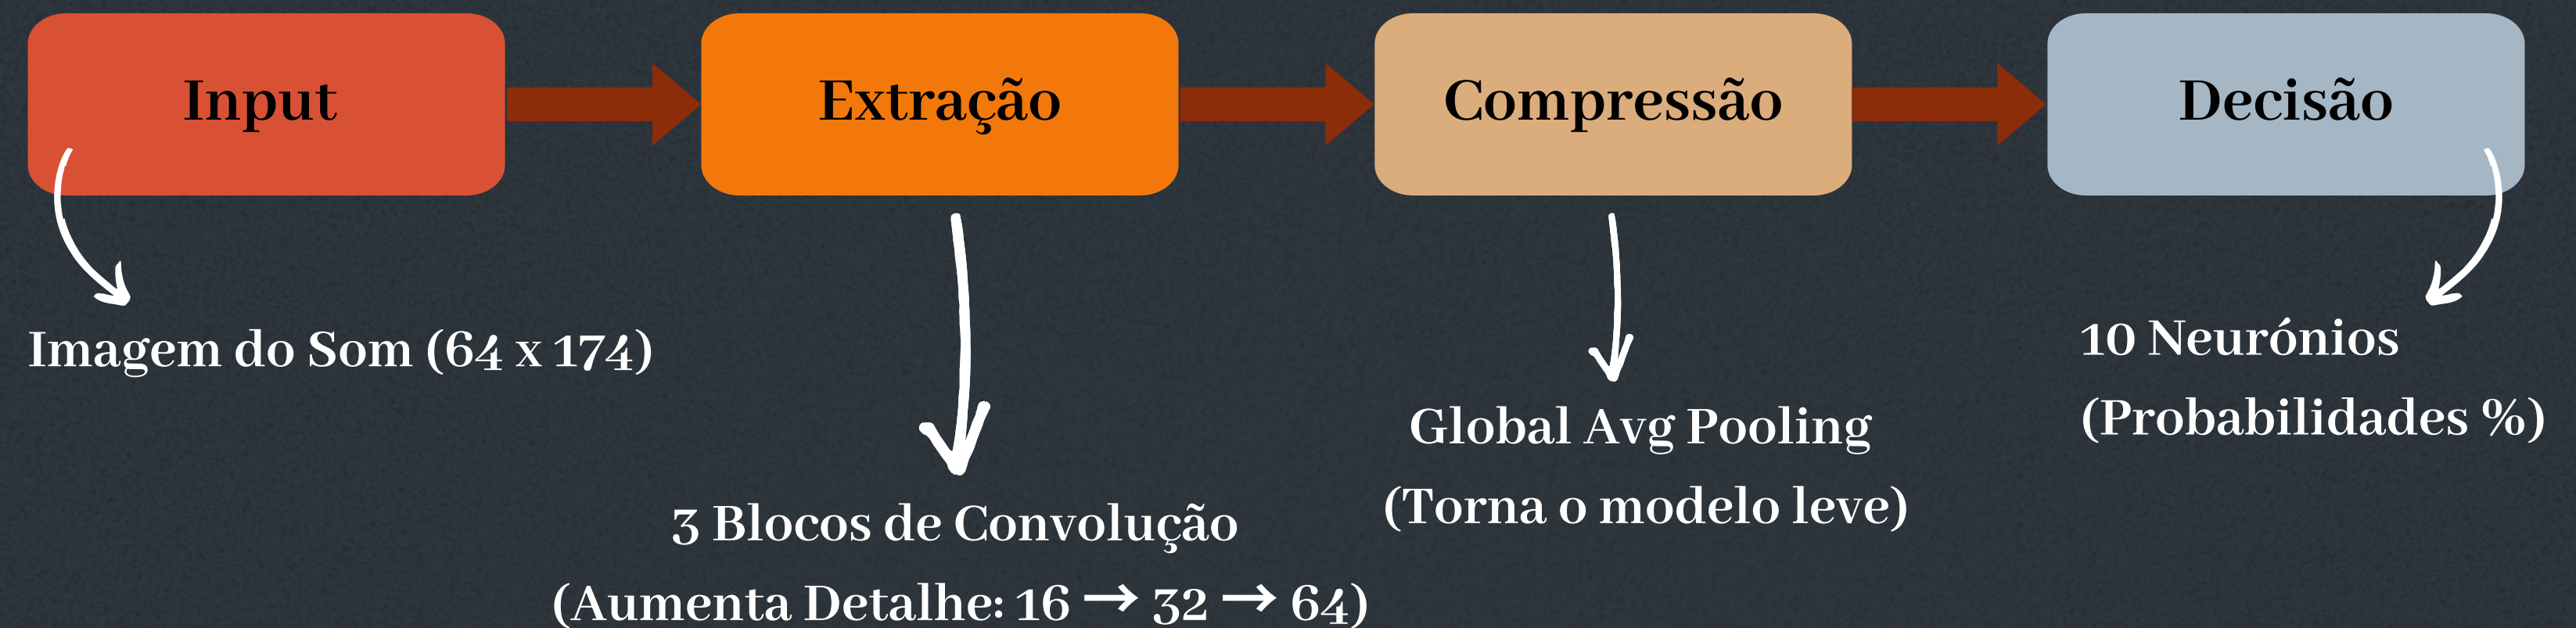 Input
Extração
Compressão
Decisão
Imagem do Som (64 x 174)
3 Blocos de Convolução
(Aumenta Detalhe: 16 → 32 → 64)
Global Avg Pooling
(Torna o modelo leve)
10 Neurónios
(Probabilidades %)